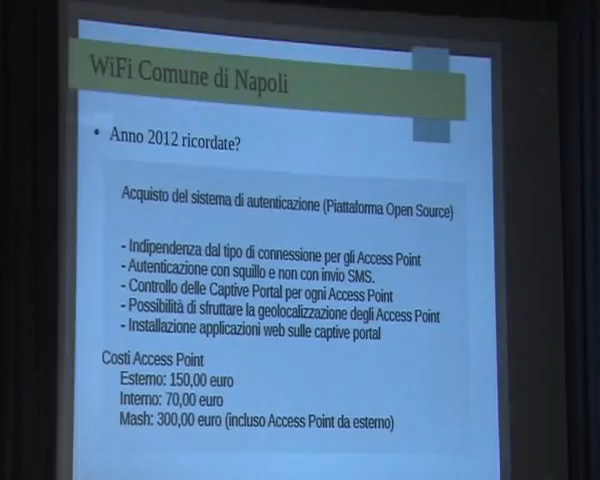 WiFi Comune di Napoli
• Anno 2012 ricordate?
Acquisto del sistema di autenticazione (Piattaforma Open Source)
- Indipendenza dal tipo di connessione per gli Access Point
- Autenticazione con squillo e non con invio SMS.
- Controllo delle Captive Portal per ogni Access Point
- Possibilità di sfruttare la geolocalizzazione degli Access Point
- Installazione applicazioni web sulle captive portal
Costi Access Point
Esterno: 150,00 euro
Interno: 70,00 euro
Mash: 300,00 euro (incluso Access Point da esterno)